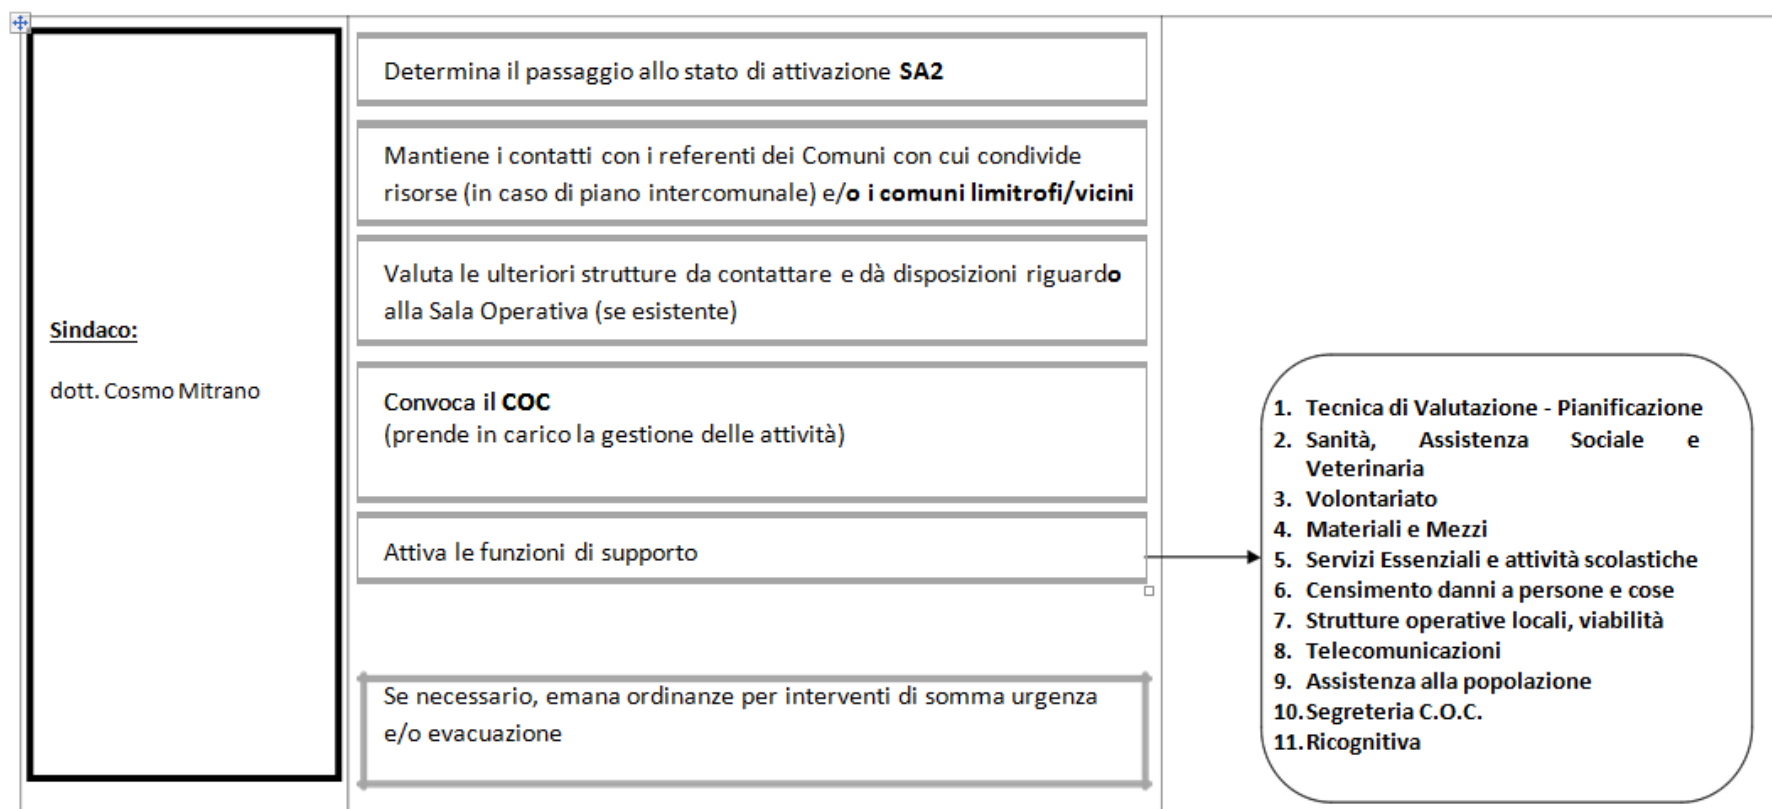 Sindaco:
dott. Cosmo Mitrano
Determina il passaggio allo stato di attivazione SA2
Mantiene i contatti con i referenti dei Comuni con cui condivide
risorse (in caso di piano intercomunale) e/o i comuni limitrofi/vicini
Valuta le ulteriori strutture da contattare e dà disposizioni riguardo
alla Sala Operativa (se esistente)
Convoca il COC
(prende in carico la gestione delle attività)
Attiva le funzioni di supporto
Se necessario, emana ordinanze per interventi di somma urgenza
e/o evacuazione
1. Tecnica di Valutazione - Pianificazione
2. Sanità, Assistenza Sociale e
Veterinaria
3. Volontariato
4. Materiali e Mezzi
5. Servizi Essenziali e attività scolastiche
6. Censimento danni a persone e cose
7. Strutture operative locali, viabilità
8. Telecomunicazioni
9. Assistenza alla popolazione
10. Segreteria C.O.C.
11. Ricognitiva